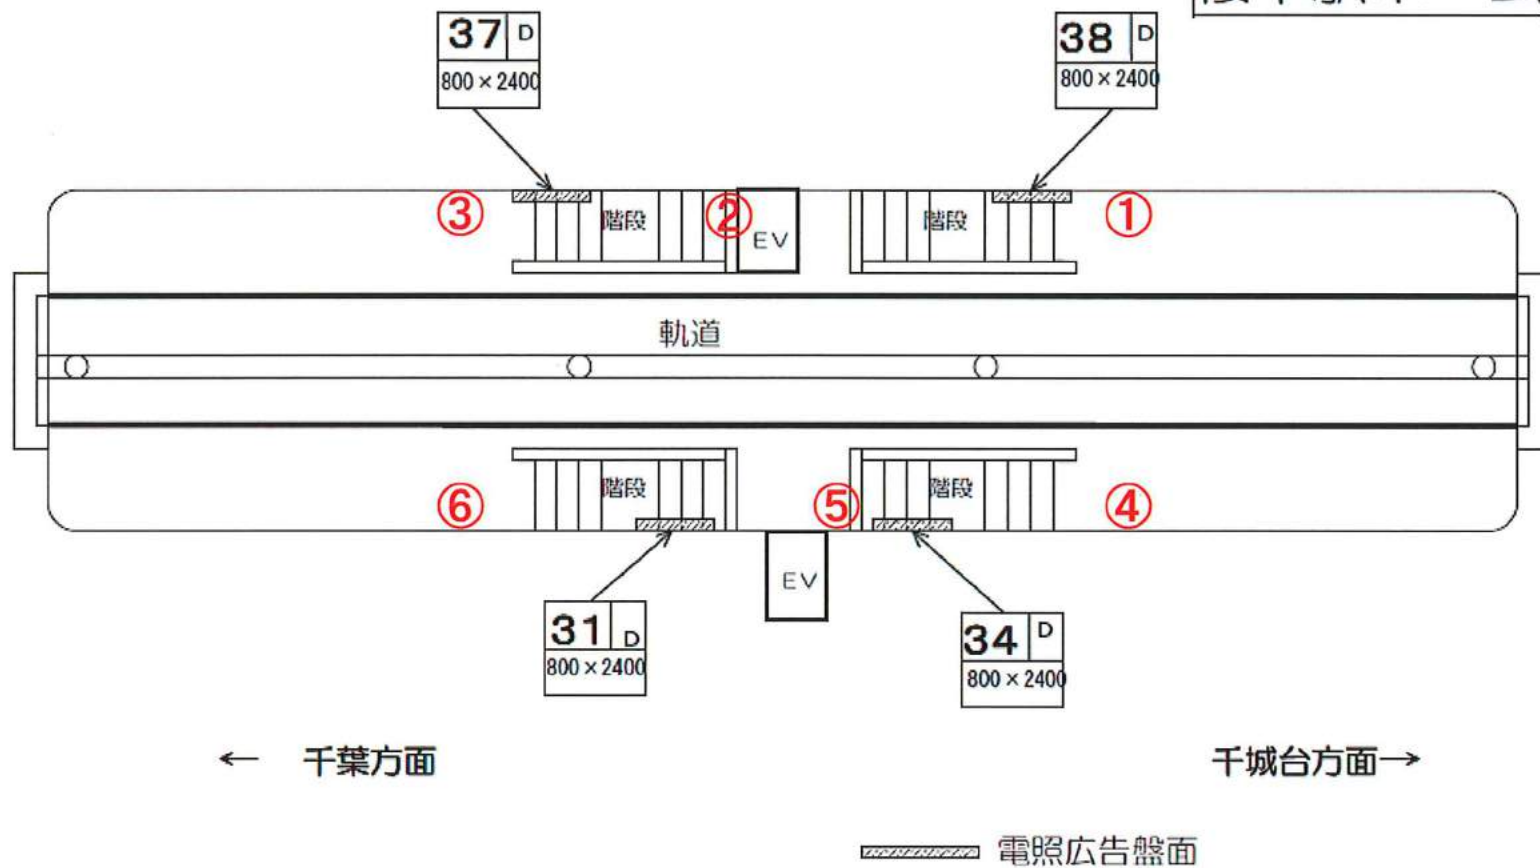 37 D
800×2400
38 D
800×2400
③
階段
②
EV
階段
①
軌道
⑥
階段
⑤
階段
④
EV
31 D
800×2400
34 D
800×2400
← 千葉方面
千城台方面→
電照広告盤面